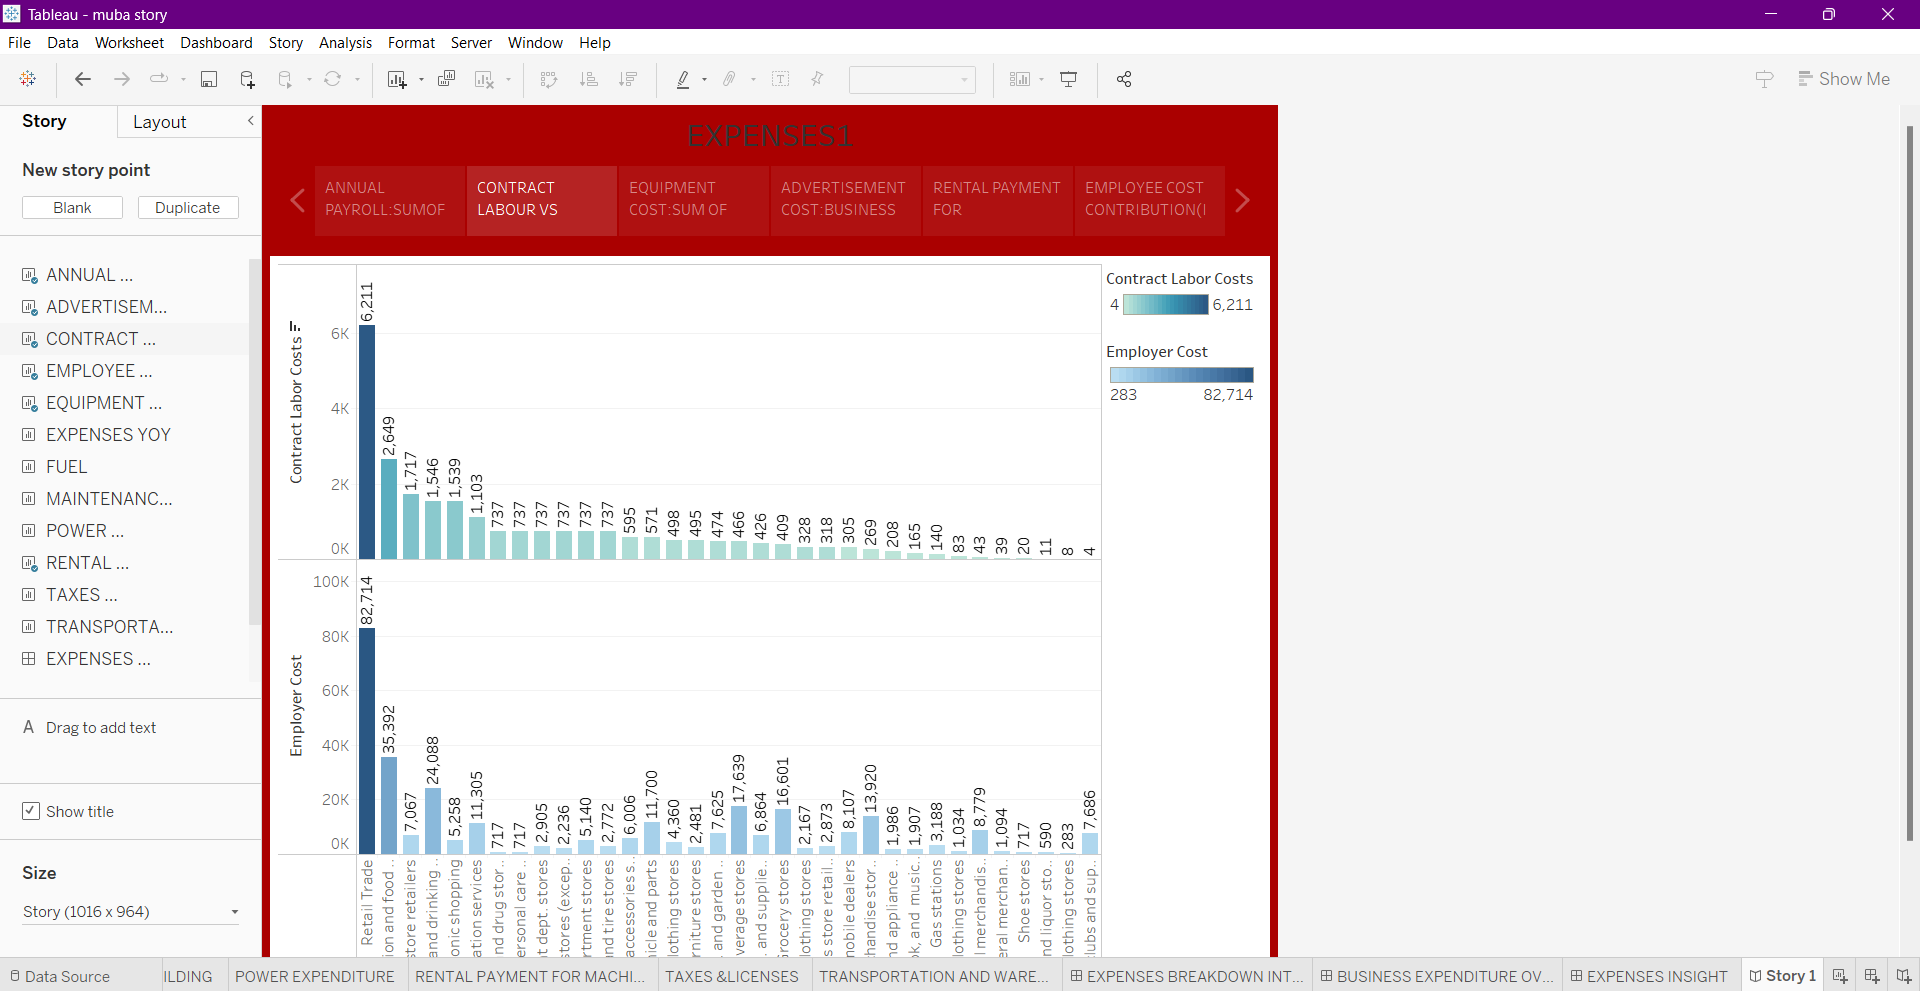 Tableau - muba story
File Data Worksheet Dashboard Story Analysis Format Server Window Help
Show Me
Story Layout
New story point
Blank Duplicate
ANNUAL ...
ADVERTISEM...
CONTRACT ...
EMPLOYEE ...
EQUIPMENT ...
EXPENSES YOY
FUEL
MAINTENANC...
POWER ...
RENTAL ...
TAXES ...
TRANSPORTA...
EXPENSES ...
A Drag to add text
Show title
Size
Story (1016 x 964)
EXPENSES1
ANNUAL
PAYROLL:SUMOF
CONTRACT
LABOUR VS
EQUIPMENT
COST:SUM OF
ADVERTISEMENT
COST:BUSINESS
RENTAL PAYMENT
FOR
EMPLOYEE COST
CONTRIBUTION(I
Contract Labor Costs
6K
4K
2K
0K
6,211
2,649
1,717
1,546
1,539
1,103
737
737
737
737
737
737
595
571
498
495
474
466
426
409
328
318
305
269
208
165
140
83
43
39
20
11
8
4
Employer Cost
100K
80K
60K
40K
20K
0K
82,714
35,392
7,067
24,088
5,258
11,305
717
717
2,905
2,236
5,140
2,772
6,006
11,700
4,360
2,481
7,625
17,639
6,864
16,601
2,167
2,873
8,107
13,920
1,986
1,907
3,188
1,034
8,779
1,094
717
590
283
7,686
Retail Trade
ion and food ..
store retailers
and drinking ..
onic shopping
ation services
nd drug stor..
ersonal care ..
t dept. stores
stores (excep..
rtment stores
and tire stores
accessories s..
icle and parts
lothing stores
rniture stores
. and garden ..
verage stores
. and supplie..
Grocery stores
lothing stores
s store retail..
mobile dealers
handise stor..
nd appliance ..
ok, and music..
Gas stations
lothing stores
l merchandis..
eral merchan..
Shoe stores
nd liquor sto..
lothing stores
lubs and sup..
Contract Labor Costs
4 6,211
Employer Cost
283 82,714
Data Source ILDING POWER EXPENDITURE RENTAL PAYMENT FOR MACHI... TAXES &LICENSES TRANSPORTATION AND WARE... EXPENSES BREAKDOWN INT... BUSINESS EXPENDITURE OV... EXPENSES INSIGHT Story 1